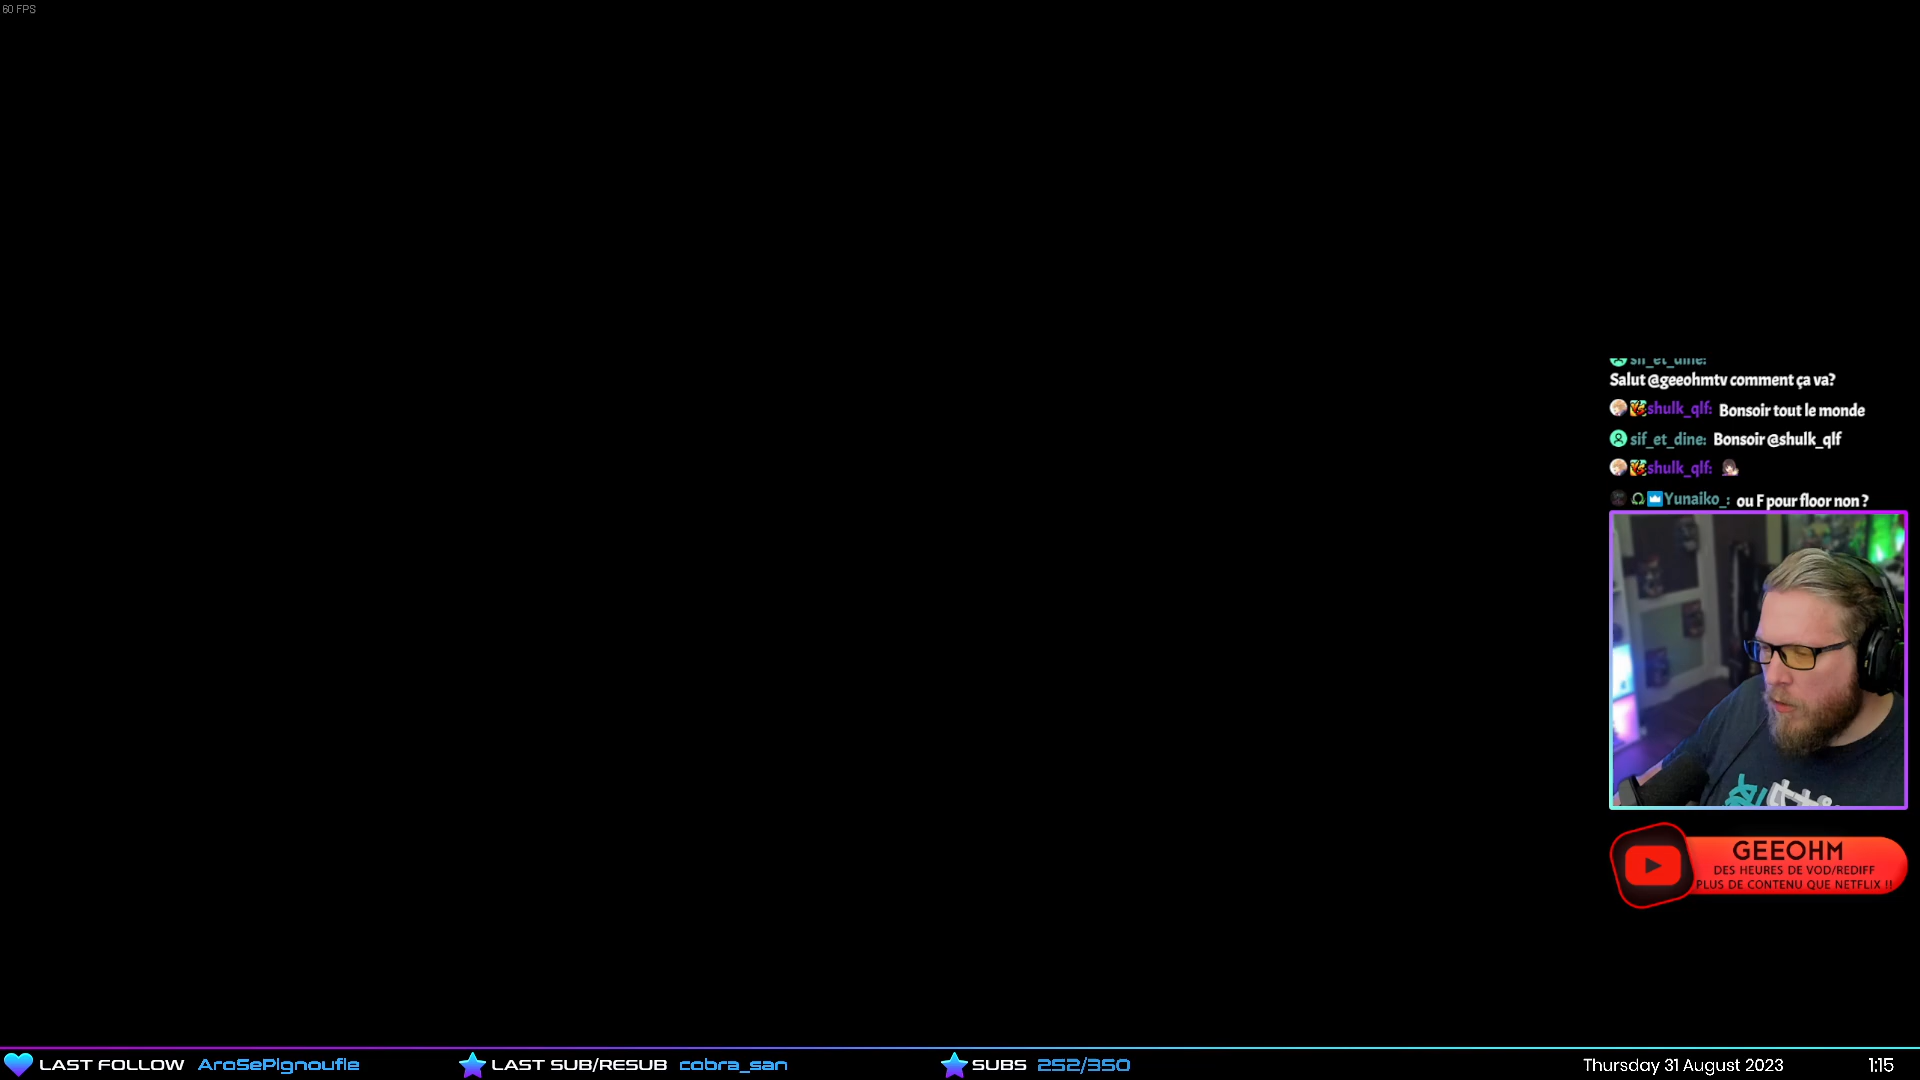 60 FPS
sif_et_dine:
Salut @geeohmtv comment ça va?
shulk_qlf: Bonsoir tout le monde
sif_et_dine: Bonsoir @shulk_qlf
shulk_qlf:
Yunaiko_: ou F pour floor non ?
GEEOHM
DES HEURES DE VOD/REDIFF
PLUS DE CONTENU QUE NETFLIX !!
LAST FOLLOW AraSePignoufie
LAST SUB/RESUB cobra_san
SUBS 252/350
Thursday 31 August 2023 1:15